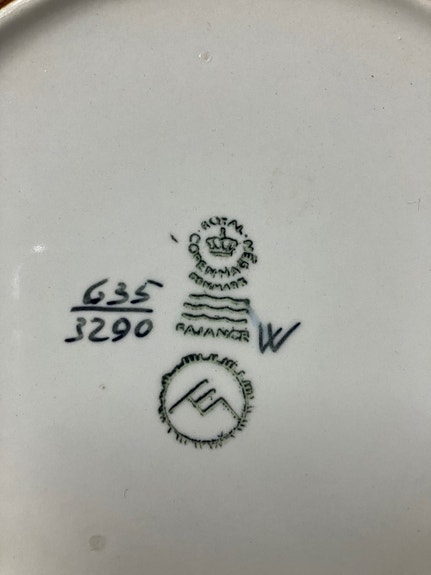 ROYAL
COPENHAGEN
DENMARK
635
3290
FAJANCE
W